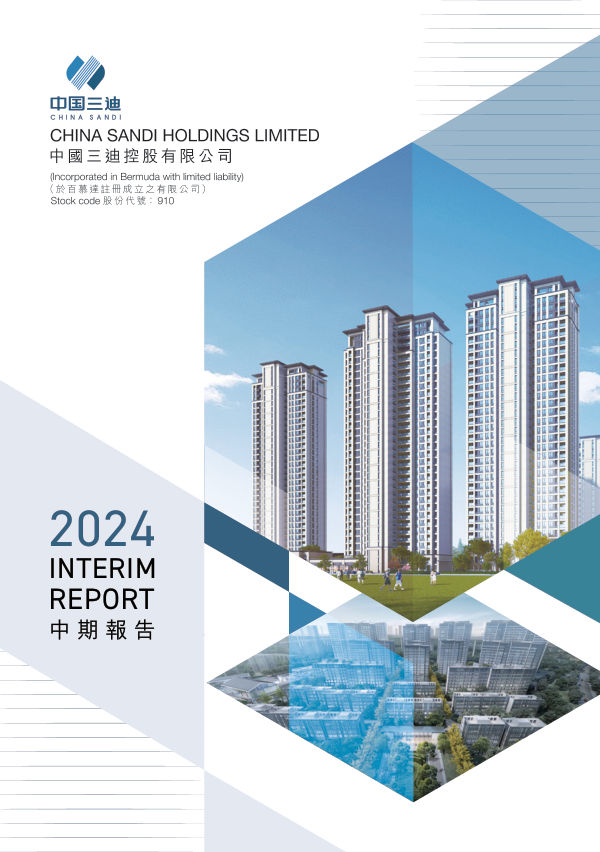 中国三迪
CHINA SANDI
CHINA SANDI HOLDINGS LIMITED
中國三迪控股有限公司
(Incorporated in Bermuda with limited liability)
（於百慕達註冊成立之有限公司）
Stock code 股份代號：910
2024
INTERIM
REPORT
中期報告